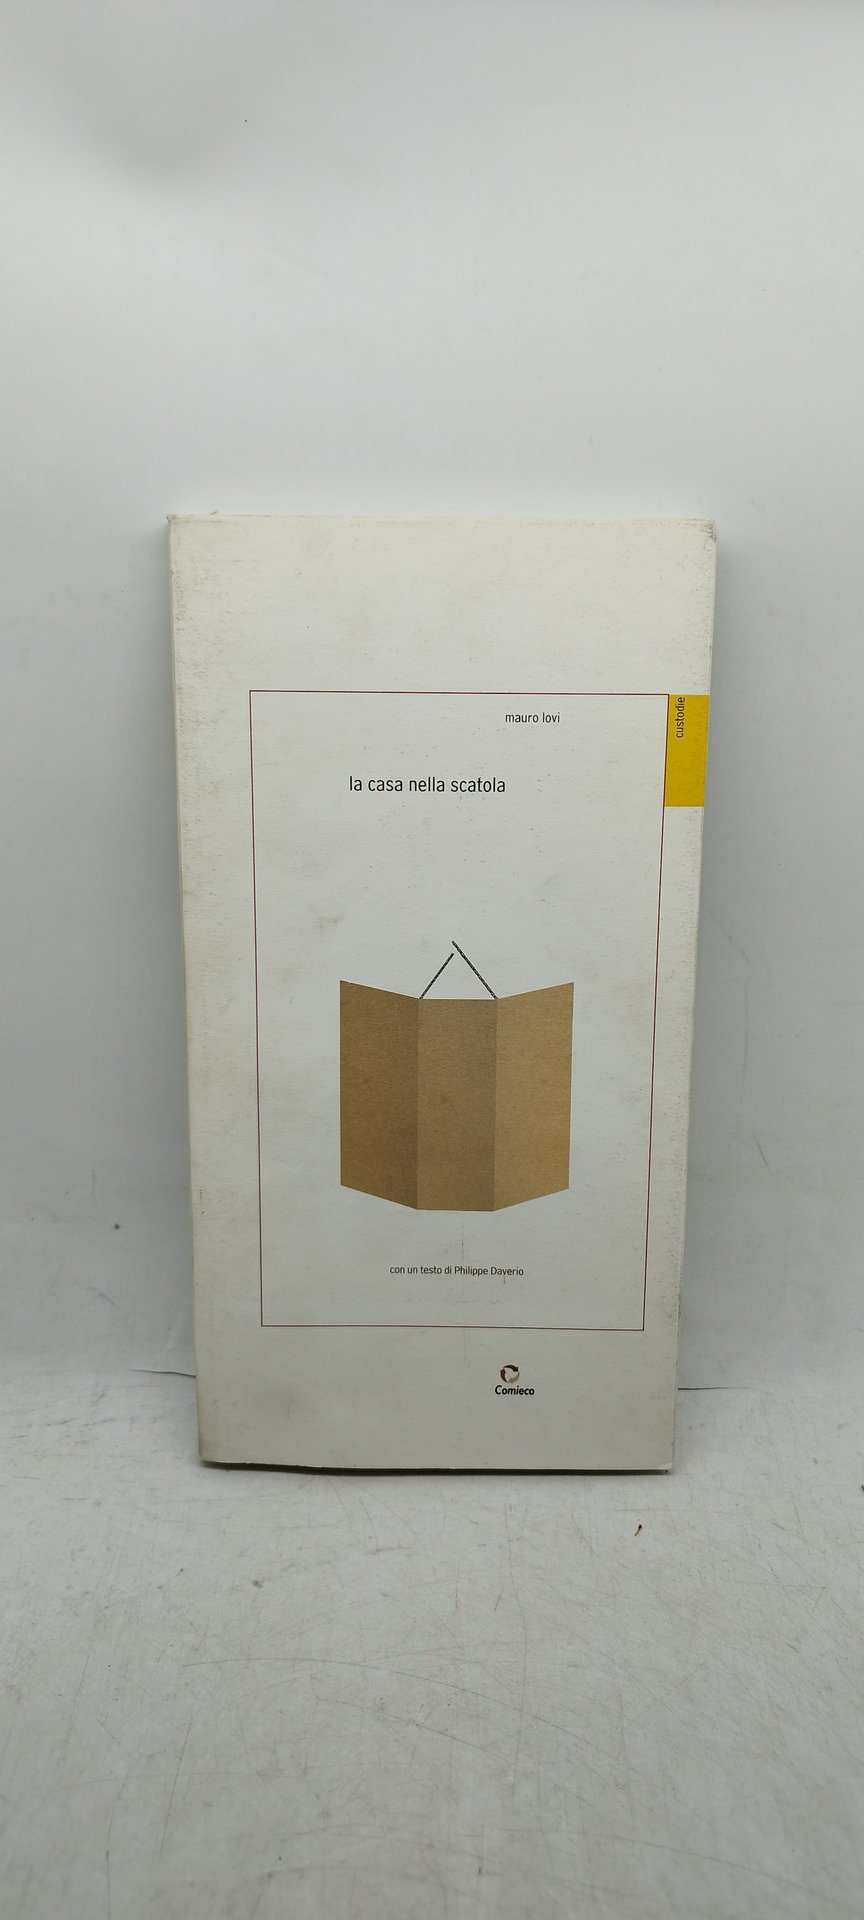 mauro lovi
custodie
la casa nella scatola
con un testo di Philippe Daverio
Comieco